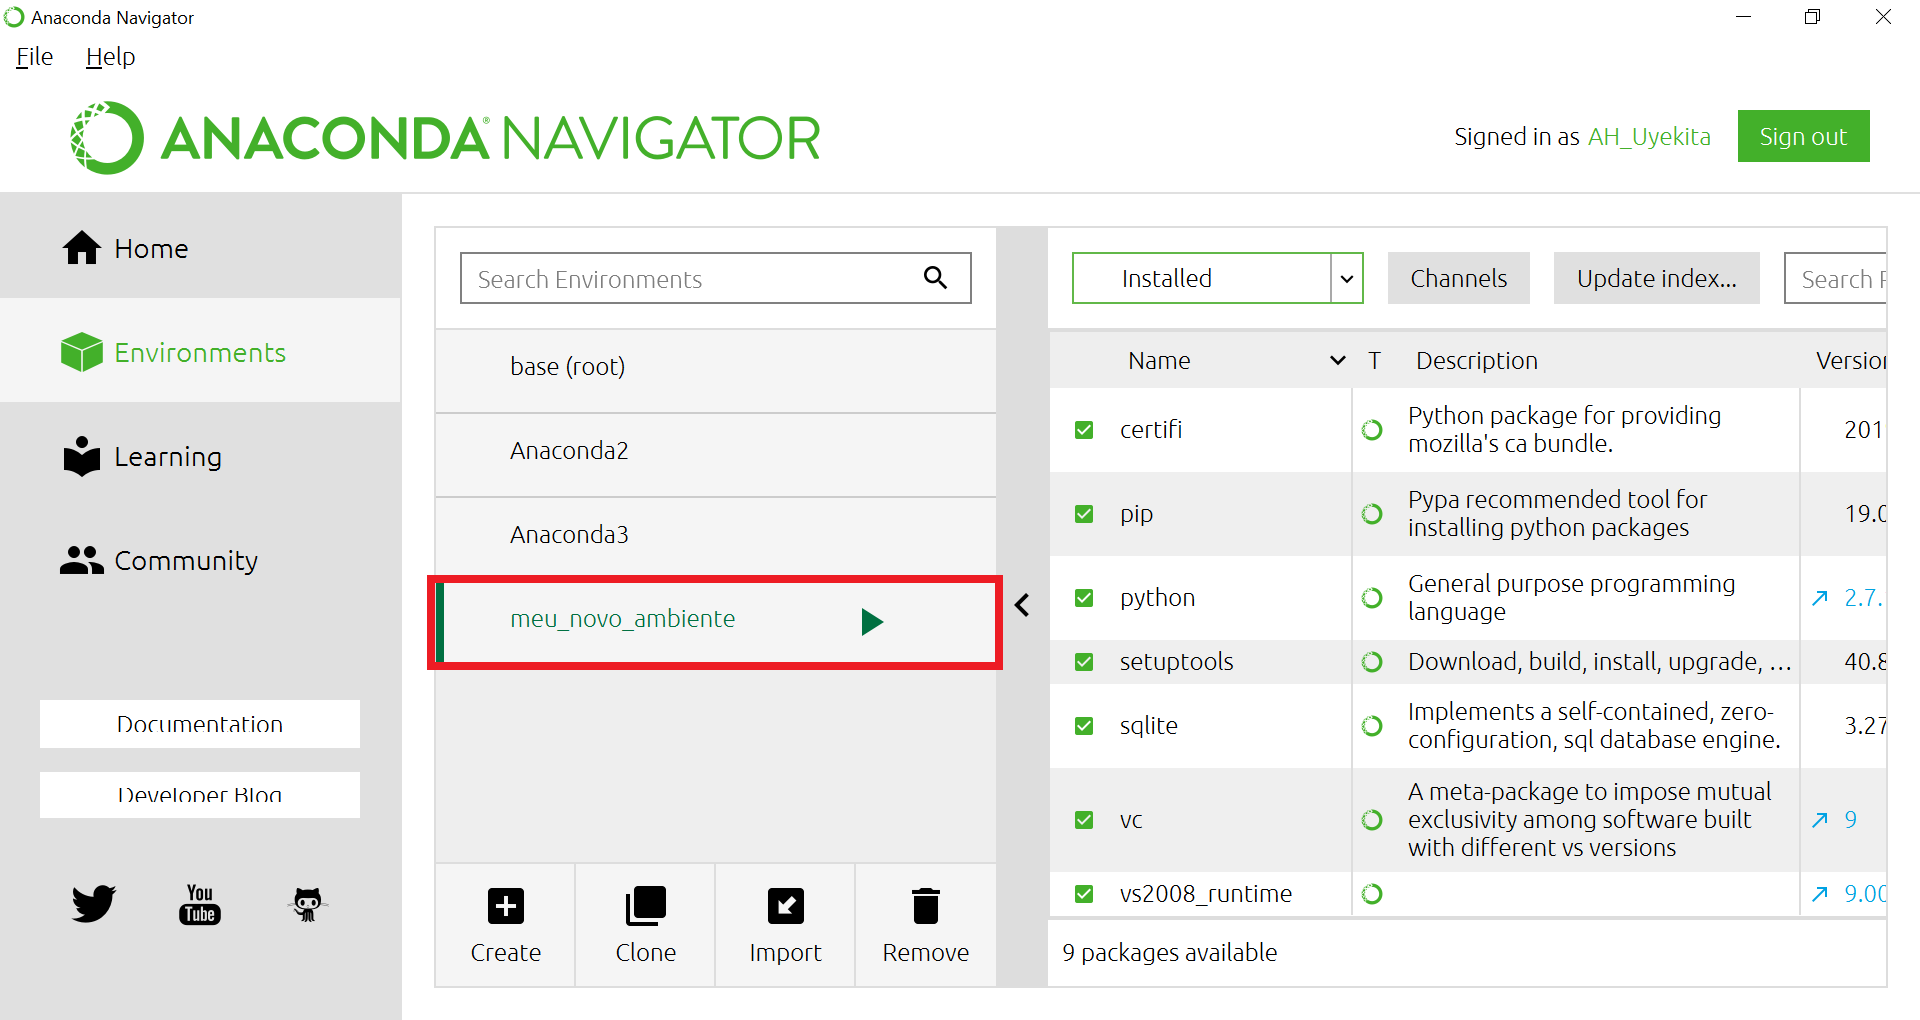 Anaconda Navigator
File Help
ANACONDA® NAVIGATOR
Signed in as AH_Uyekita
Sign out
Home
Environments
Learning
Community
Documentation
Developer Blog
You
Tube
Search Environments
base (root)
Anaconda2
Anaconda3
meu_novo_ambiente
Create
Clone
Import
Remove
Installed
Channels
Update index...
Search
Name T Description
certifi
Python package for providing
mozilla's ca bundle.
pip
Pypa recommended tool for
installing python packages
python
General purpose programming
language
2.7.
setuptools
Download, build, install, upgrade, ...
40.8
sqlite
Implements a self-contained, zero-
configuration, sql database engine.
3.27
vc
A meta-package to impose mutual
exclusivity among software built
with different vs versions
9
vs2008_runtime
9.00
9 packages available